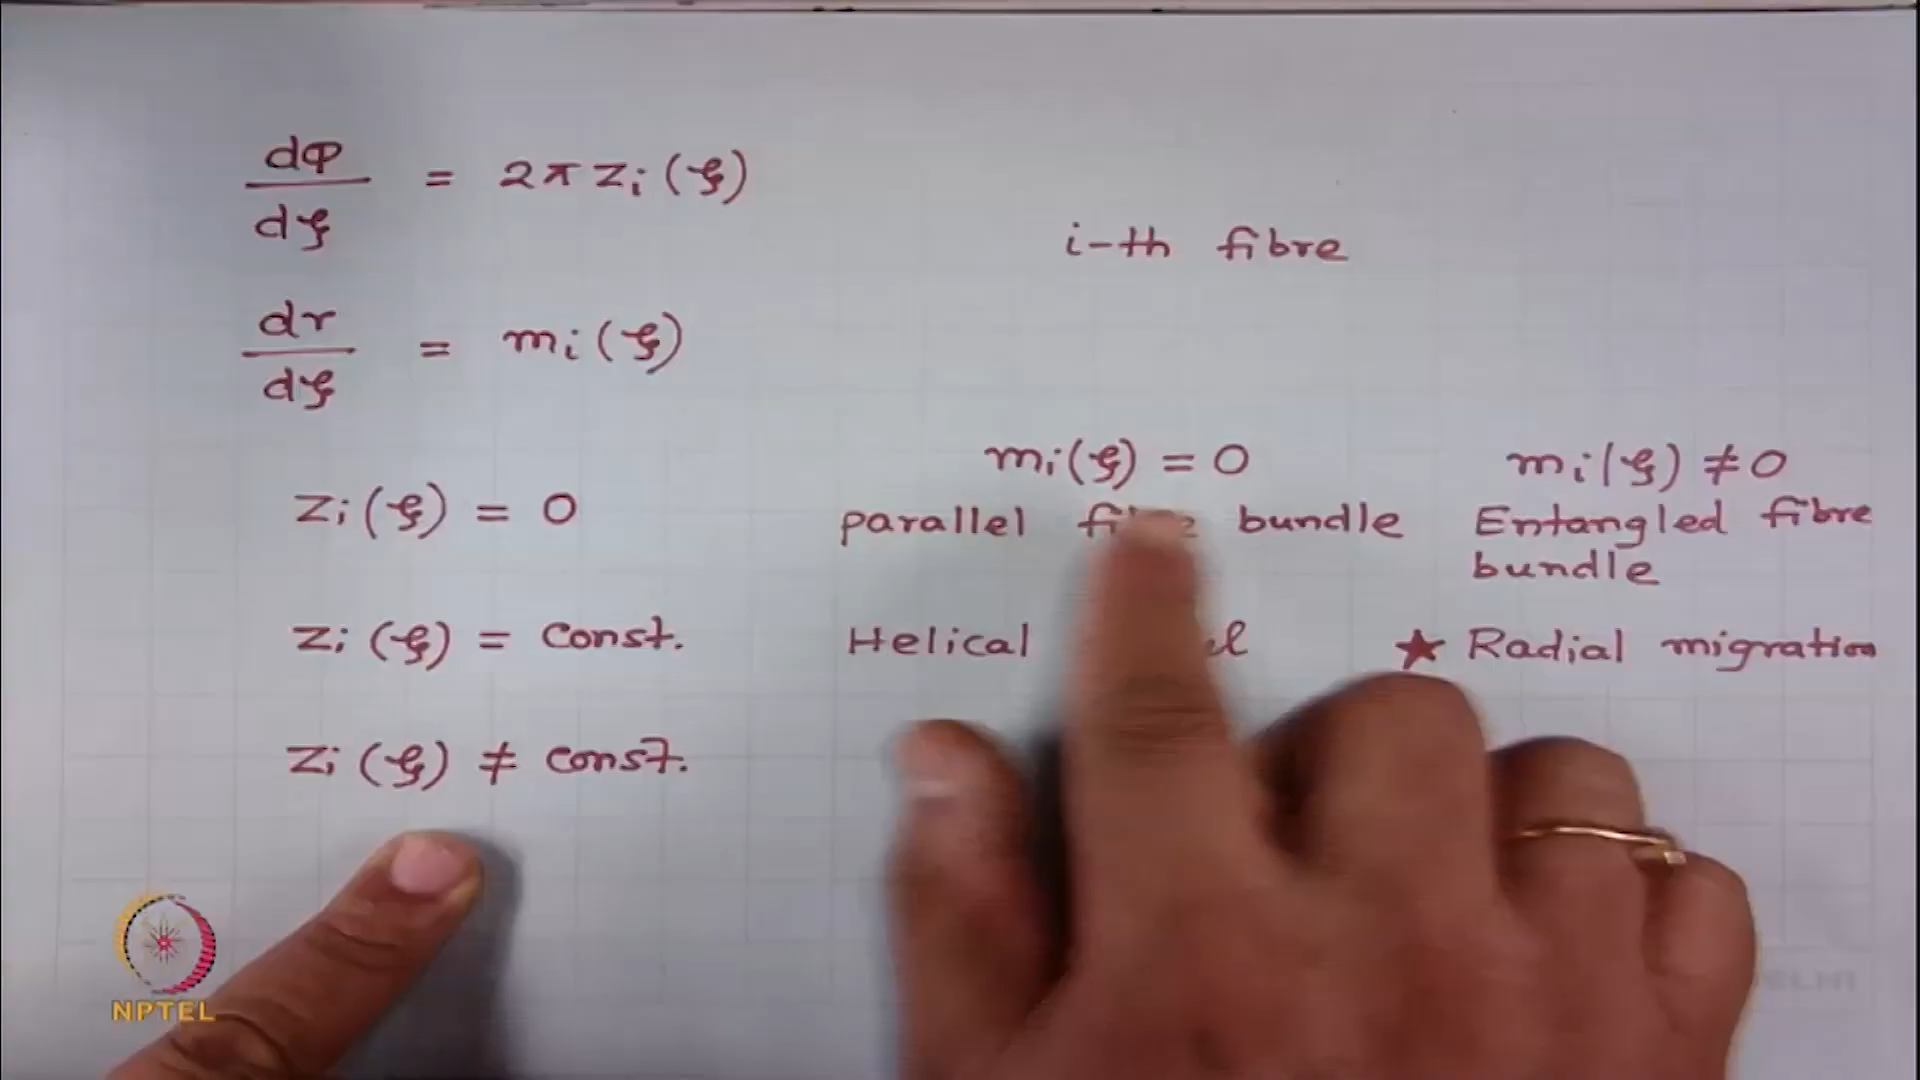 dφ/dξ = 2π zᵢ(ξ)
i-th fibre
dr/dξ = mᵢ(ξ)
mᵢ(ξ) = 0 mᵢ(ξ) ≠ 0
zᵢ(ξ) = 0 parallel bundle Entangled fibre
bundle
zᵢ(ξ) = const. Helical ★ Radial migration
zᵢ(ξ) ≠ const.
NPTEL